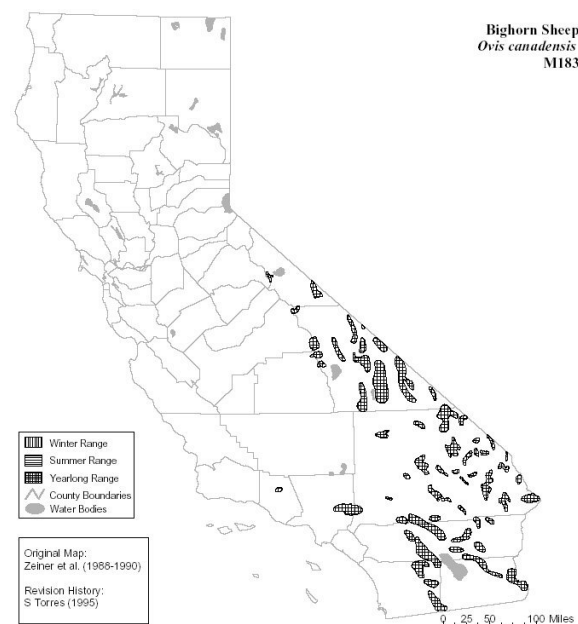 Bighorn Sheep
Ovis canadensis
M183
Winter Range
Summer Range
Yearlong Range
County Boundaries
Water Bodies
Original Map:
Zeiner et al. (1988-1990)
Revision History:
S Torres (1995)
0 25 50 100 Miles